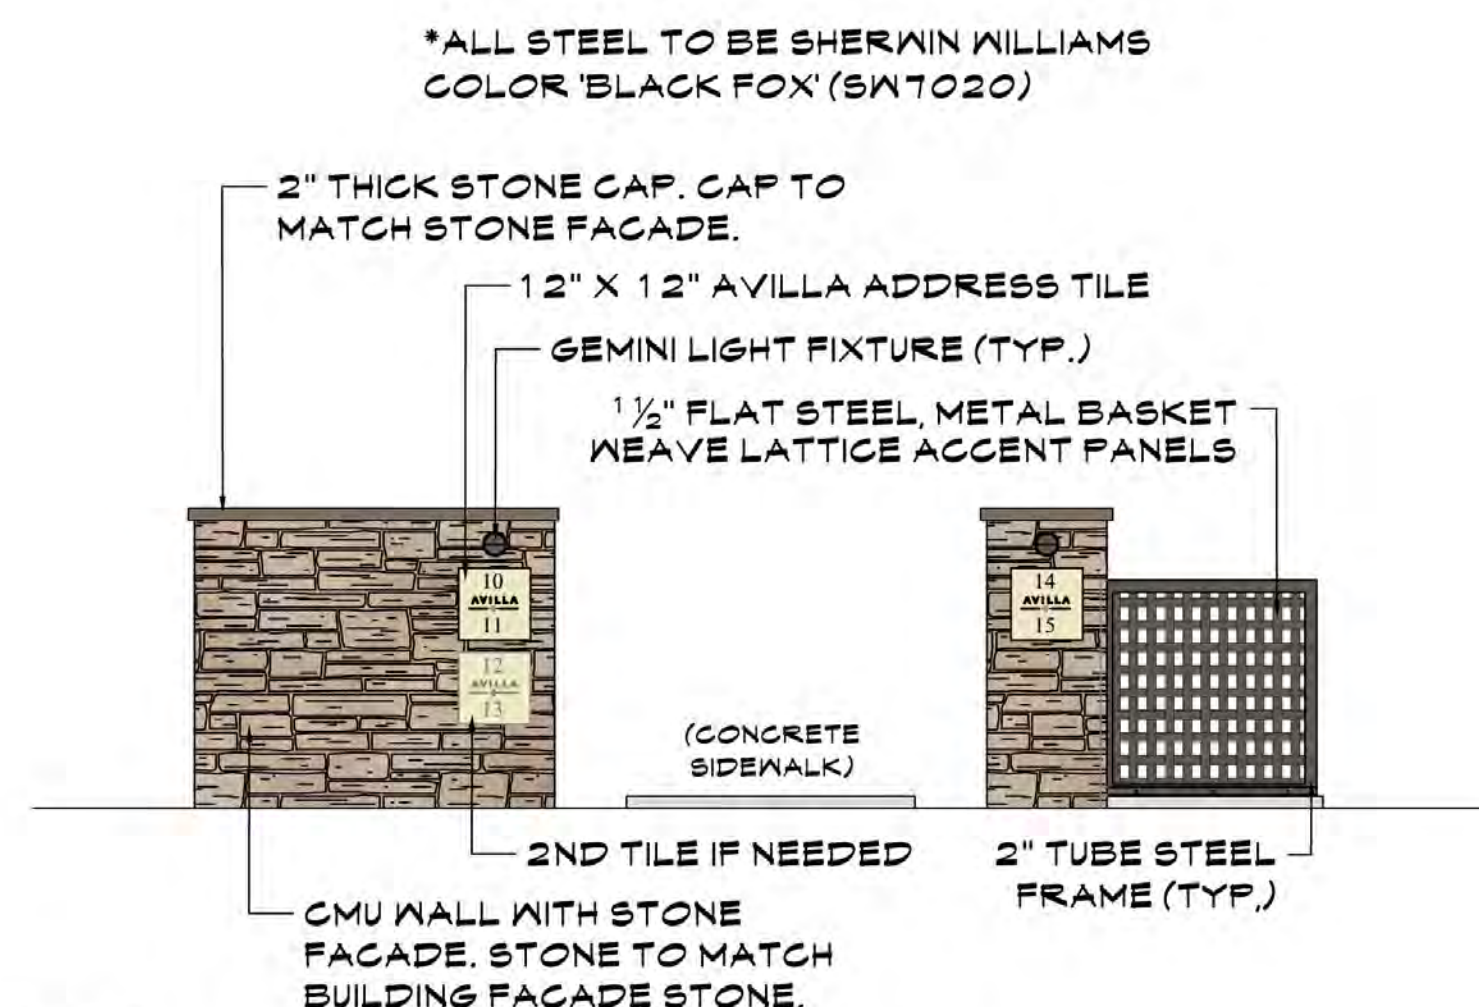 *ALL STEEL TO BE SHERWIN WILLIAMS
COLOR 'BLACK FOX' (SW7020)
2" THICK STONE CAP. CAP TO
MATCH STONE FACADE.
12" X 12" AVILLA ADDRESS TILE
GEMINI LIGHT FIXTURE (TYP.)
1 ½" FLAT STEEL, METAL BASKET
WEAVE LATTICE ACCENT PANELS
10
AVILLA
11
12
AVILLA
13
14
AVILLA
15
(CONCRETE
SIDEWALK)
2ND TILE IF NEEDED
2" TUBE STEEL
FRAME (TYP,)
CMU WALL WITH STONE
FACADE. STONE TO MATCH
BUILDING FACADE STONE.